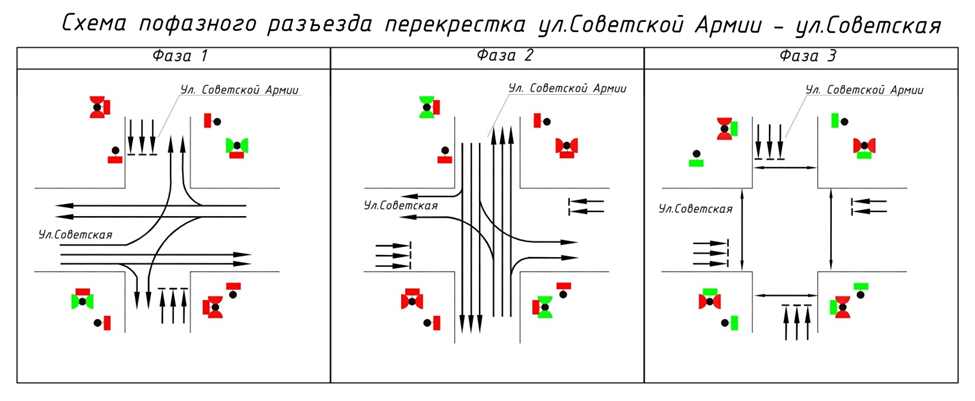 Схема пофазного разъезда перекрестка ул.Советской Армии – ул.Советская
Фаза 1
Фаза 2
Фаза 3
Ул. Советской Армии
Ул. Советской Армии
Ул. Советской Армии
Ул.Советская
Ул.Советская
Ул.Советская